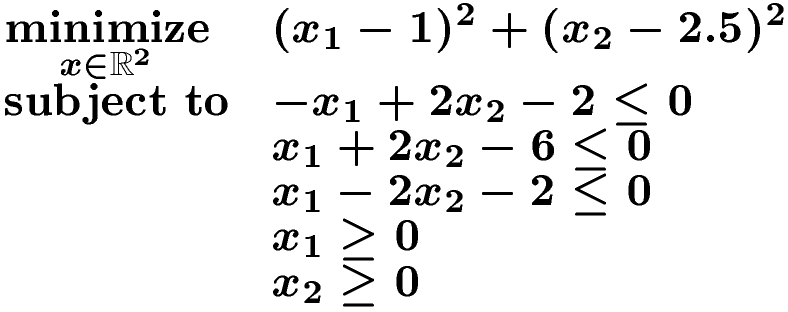 minimize (x₁ − 1)² + (x₂ − 2.5)²
x∈ℝ²
subject to −x₁ + 2x₂ − 2 ≤ 0
x₁ + 2x₂ − 6 ≤ 0
x₁ − 2x₂ − 2 ≤ 0
x₁ ≥ 0
x₂ ≥ 0